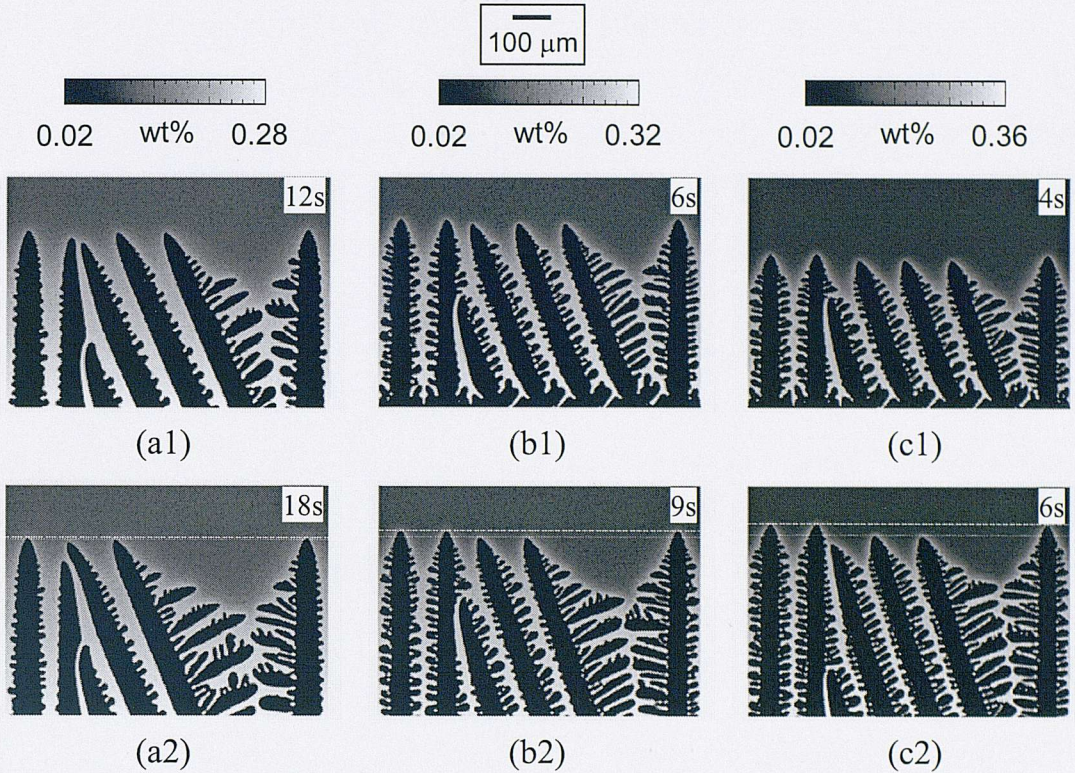 100 μm
0.02 wt% 0.28
0.02 wt% 0.32
0.02 wt% 0.36
12s
6s
4s
(a1)
(b1)
(c1)
18s
9s
6s
(a2)
(b2)
(c2)